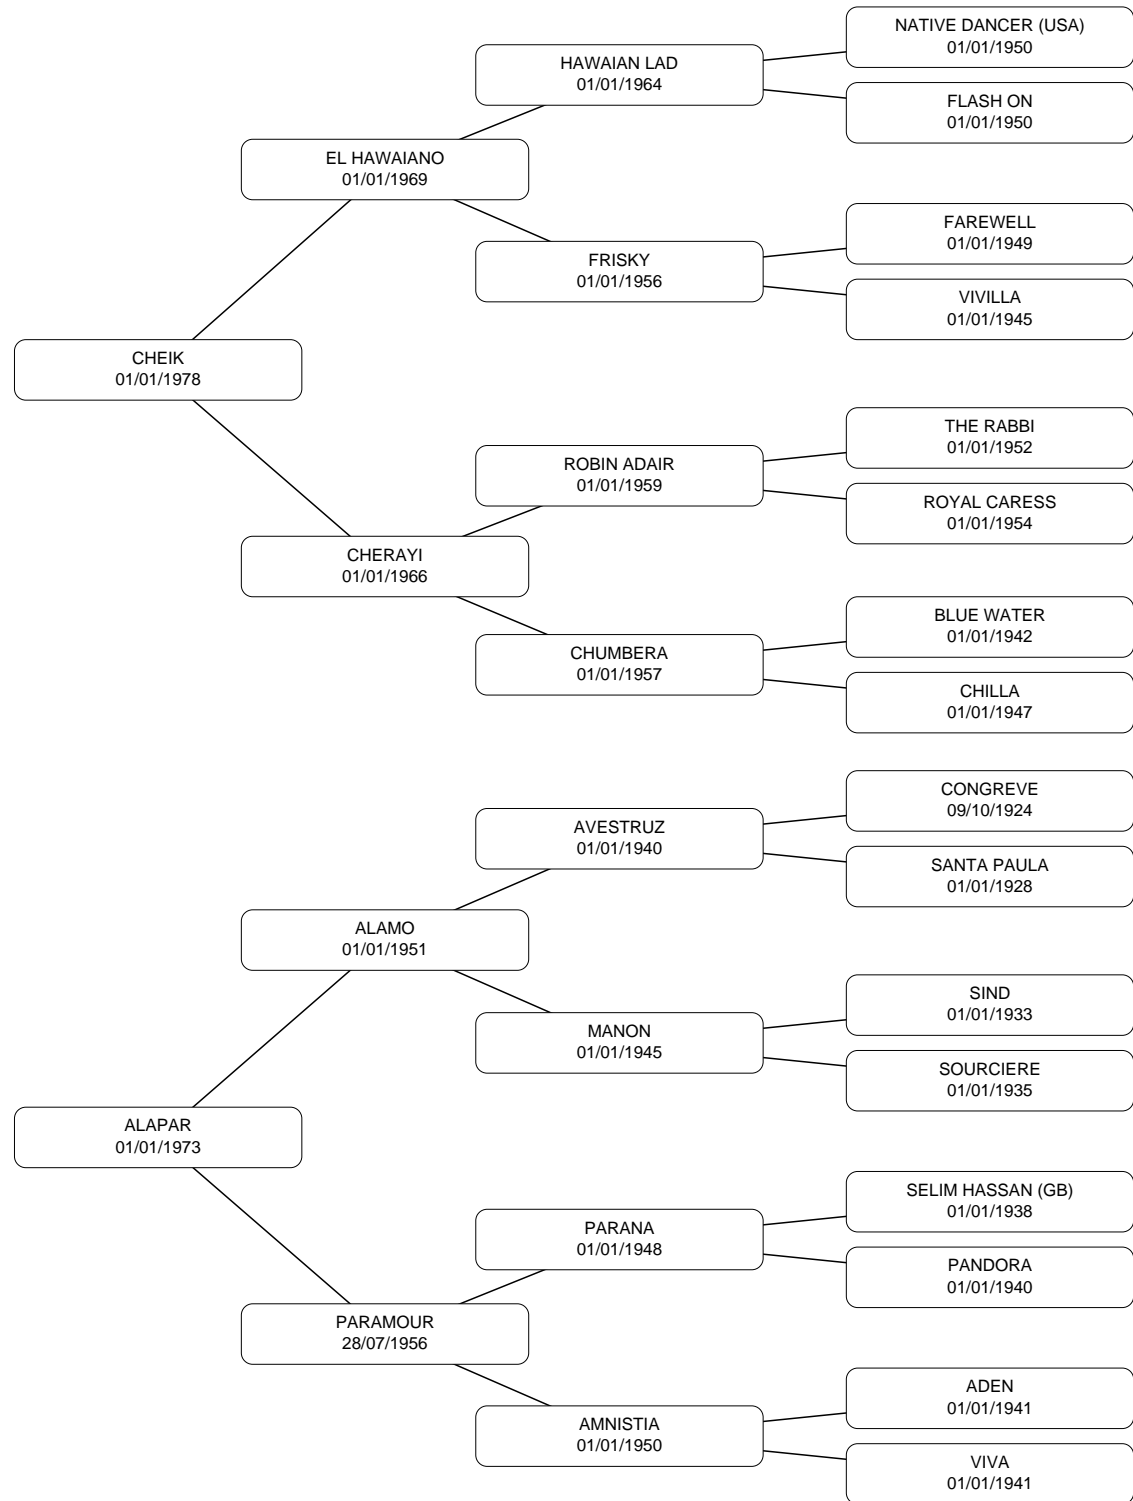 NATIVE DANCER (USA)
01/01/1950
HAWAIAN LAD
01/01/1964
FLASH ON
01/01/1950
EL HAWAIANO
01/01/1969
FAREWELL
01/01/1949
FRISKY
01/01/1956
VIVILLA
01/01/1945
CHEIK
01/01/1978
THE RABBI
01/01/1952
ROBIN ADAIR
01/01/1959
ROYAL CARESS
01/01/1954
CHERAYI
01/01/1966
BLUE WATER
01/01/1942
CHUMBERA
01/01/1957
CHILLA
01/01/1947
CONGREVE
09/10/1924
AVESTRUZ
01/01/1940
SANTA PAULA
01/01/1928
ALAMO
01/01/1951
SIND
01/01/1933
MANON
01/01/1945
SOURCIERE
01/01/1935
ALAPAR
01/01/1973
SELIM HASSAN (GB)
01/01/1938
PARANA
01/01/1948
PANDORA
01/01/1940
PARAMOUR
28/07/1956
ADEN
01/01/1941
AMNISTIA
01/01/1950
VIVA
01/01/1941